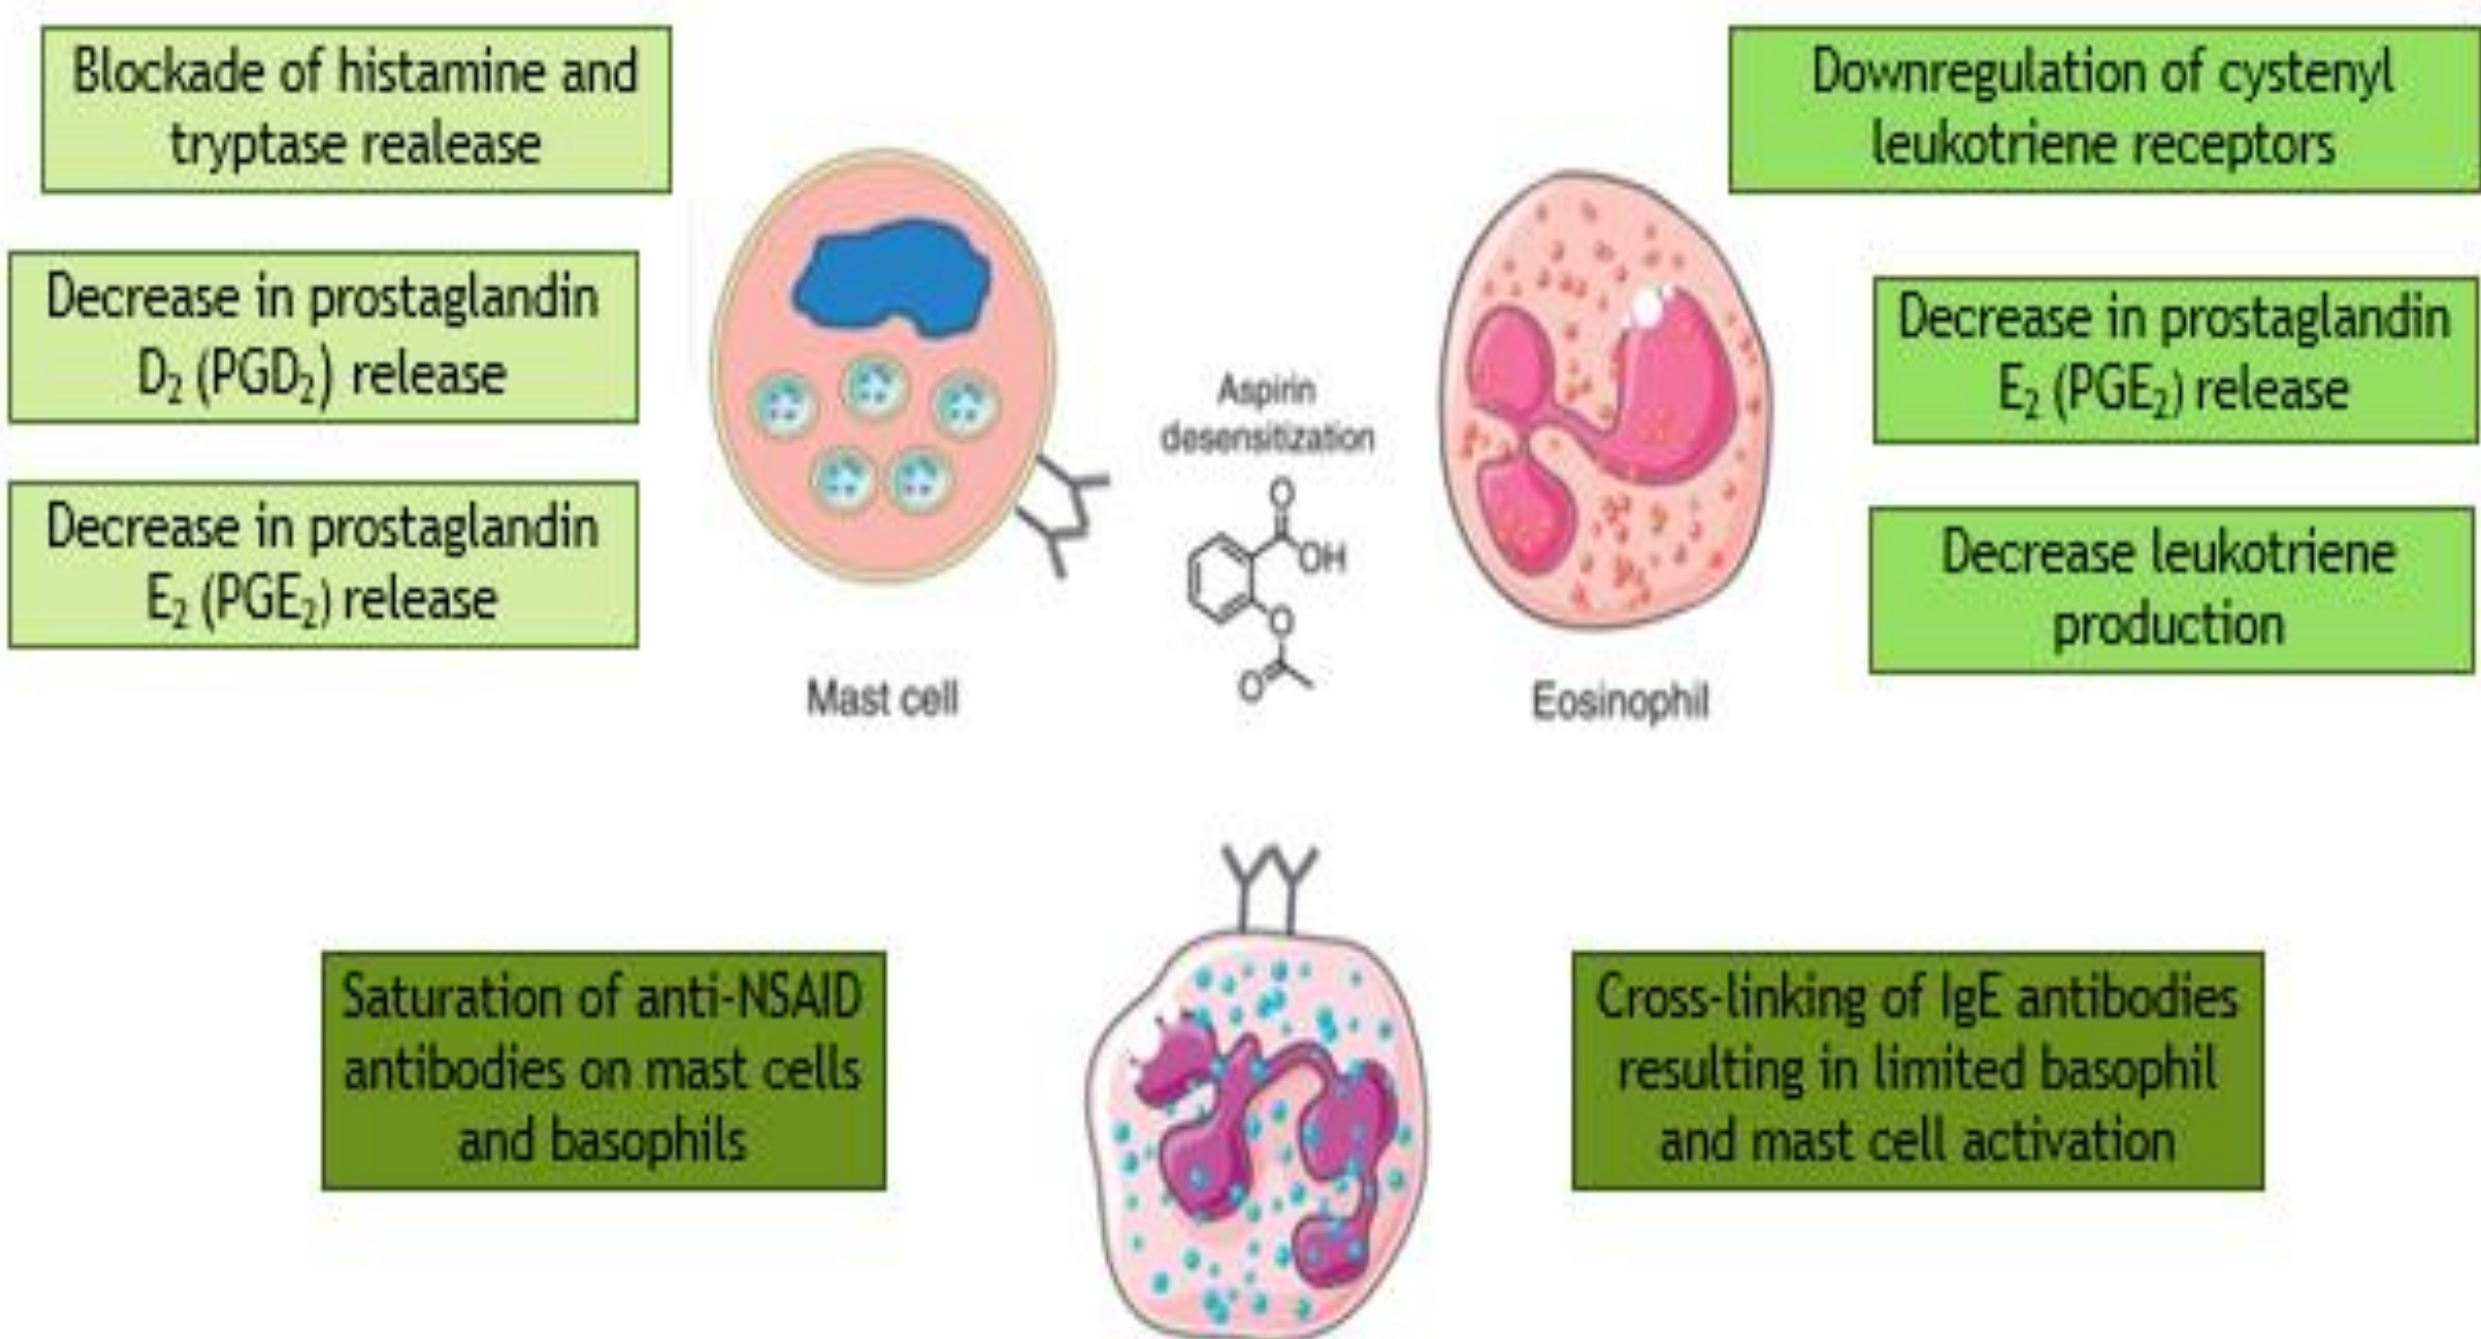 Blockade of histamine and
tryptase realease
Decrease in prostaglandin
D₂ (PGD₂) release
Decrease in prostaglandin
E₂ (PGE₂) release
Mast cell
Aspirin
desensitization
O
OH
O
O
Eosinophil
Downregulation of cystenyl
leukotriene receptors
Decrease in prostaglandin
E₂ (PGE₂) release
Decrease leukotriene
production
Saturation of anti-NSAID
antibodies on mast cells
and basophils
Cross-linking of IgE antibodies
resulting in limited basophil
and mast cell activation